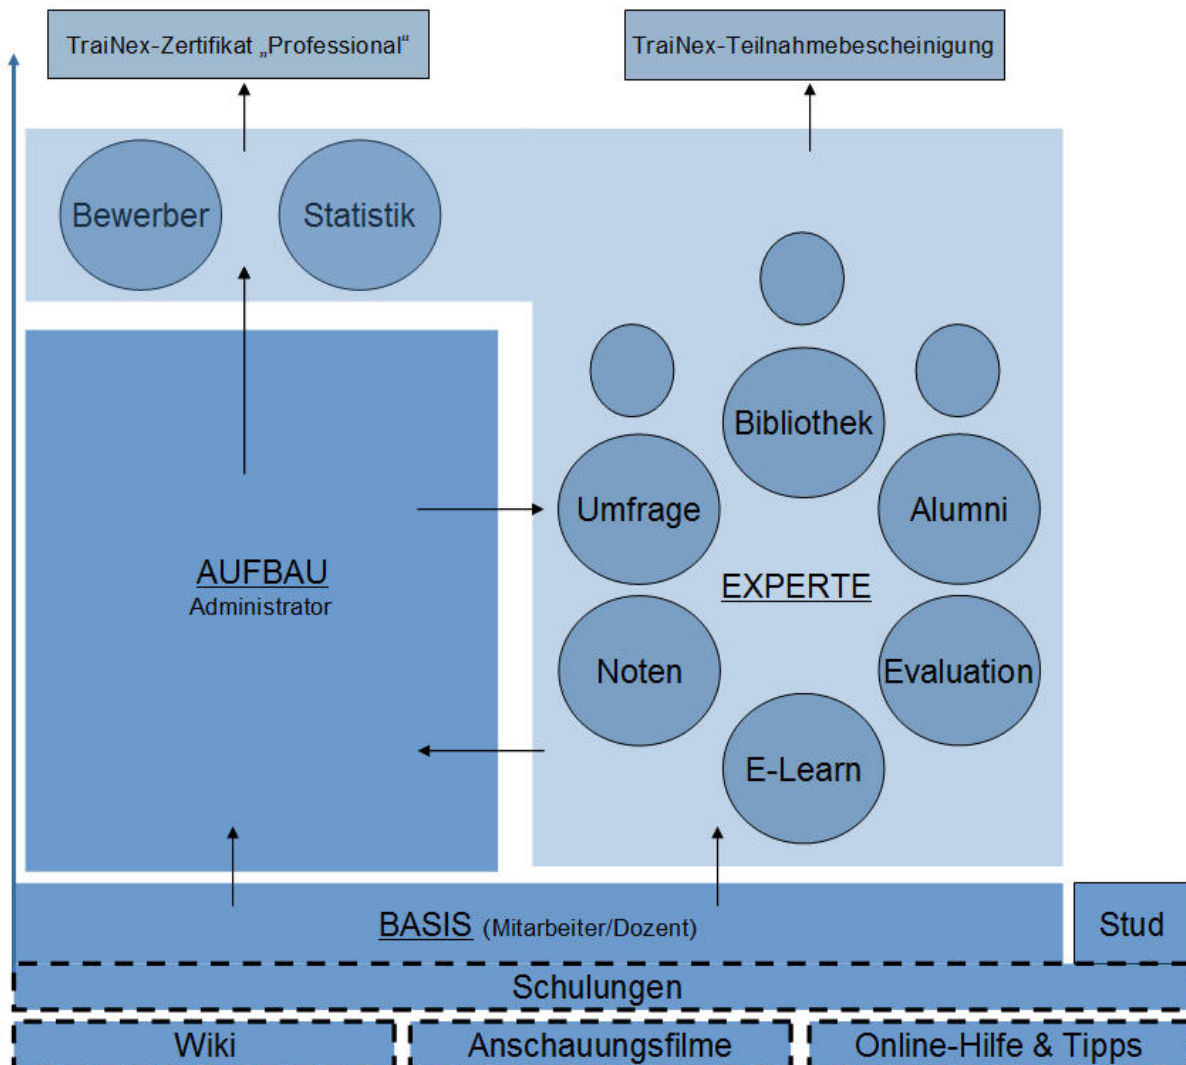 TraiNex-Zertifikat „Professional“
TraiNex-Teilnahmebescheinigung
Bewerber
Statistik
Bibliothek
Umfrage
Alumni
AUFBAU
Administrator
EXPERTE
Noten
Evaluation
E-Learn
BASIS (Mitarbeiter/Dozent)
Stud
Schulungen
Wiki
Anschauungsfilme
Online-Hilfe & Tipps